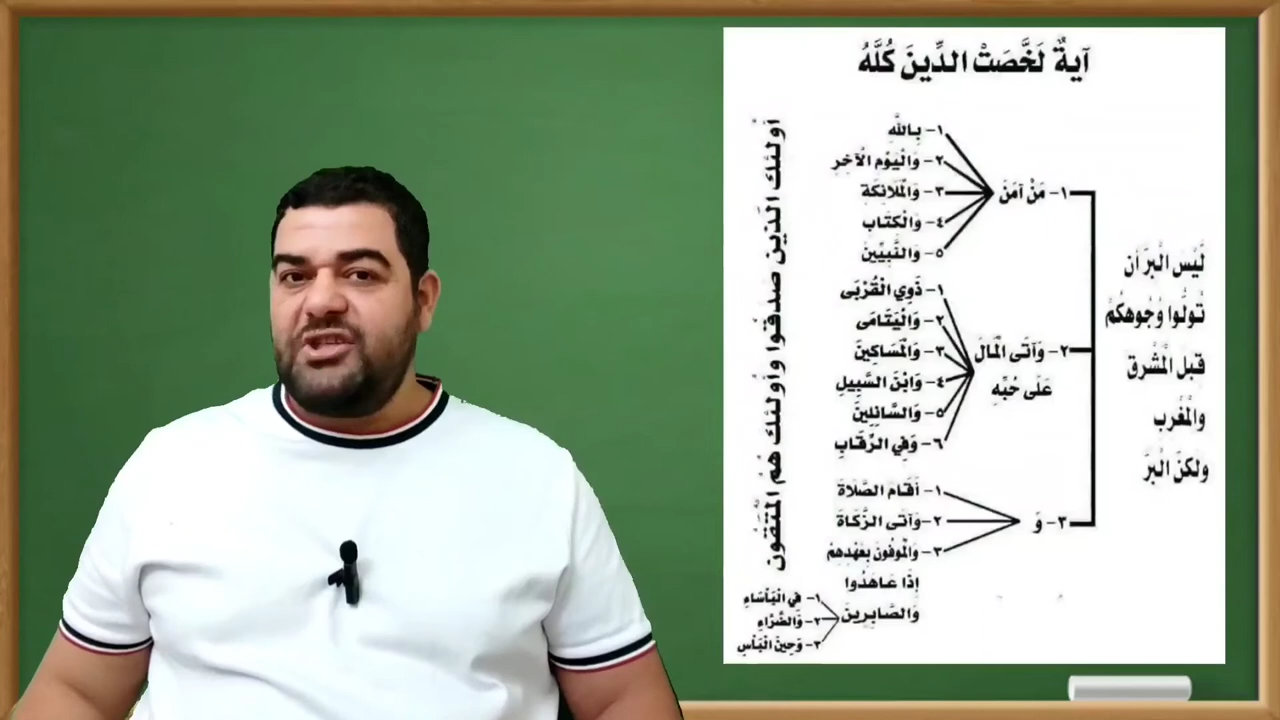 آيةٌ لَخَّصَتْ الدِّينَ كُلَّهُ
لَيْسَ الْبِرَّ أَن
تُوَلُّوا وُجُوهَكُمْ
قِبَلَ الْمَشْرِقِ
وَالْمَغْرِبِ
وَلَكِنَّ الْبِرَّ
١- مَنْ آمَنَ
١- بِاللَّهِ
٢- وَالْيَوْمِ الْآخِرِ
٣- وَالْمَلَائِكَةِ
٤- وَالْكِتَابِ
٥- وَالنَّبِيِّينَ
٢- وَآتَى الْمَالَ
عَلَى حُبِّهِ
١- ذَوِي الْقُرْبَى
٢- وَالْيَتَامَى
٣- وَالْمَسَاكِينَ
٤- وَابْنَ السَّبِيلِ
٥- وَالسَّائِلِينَ
٦- وَفِي الرِّقَابِ
٣- وَ
١- أَقَامَ الصَّلَاةَ
٢- وَآتَى الزَّكَاةَ
٣- وَالْمُوفُونَ بِعَهْدِهِمْ
إِذَا عَاهَدُوا
وَالصَّابِرِينَ
١- فِي الْبَأْسَاءِ
٢- وَالضَّرَّاءِ
٣- وَحِينَ الْبَأْسِ
أُولَئِكَ الَّذِينَ صَدَقُوا وَأُولَئِكَ هُمُ الْمُتَّقُونَ